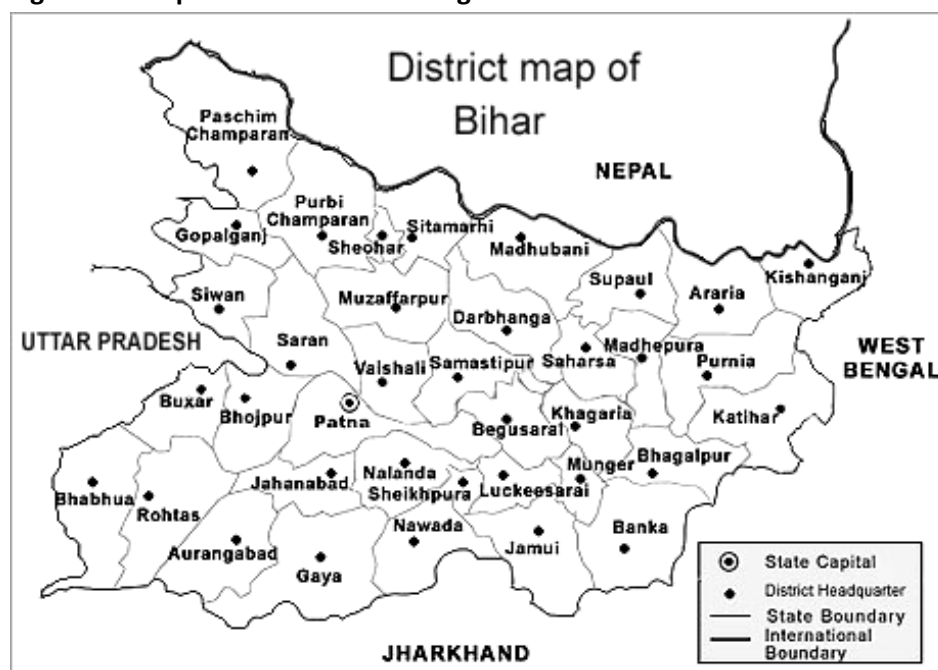 District map of
Bihar
Paschim
Champaran
NEPAL
Purbi
Champaran
Gopalganj
Sheohar
Sitamarhi
Madhubani
Kishanganj
Supaul
Araria
Siwan
Muzaffarpur
Darbhanga
UTTAR PRADESH
Saran
Vaishali
Samastipur
Saharsa
Madhepura
Purnia
WEST
BENGAL
Buxar
Bhojpur
Patna
Begusarai
Khagaria
Katihar
Bhabhua
Rohtas
Jahanabad
Nalanda
Sheikhpura
Luckeesarai
Munger
Bhagalpur
Aurangabad
Gaya
Nawada
Jamui
Banka
JHARKHAND
State Capital
District Headquarter
State Boundary
International
Boundary